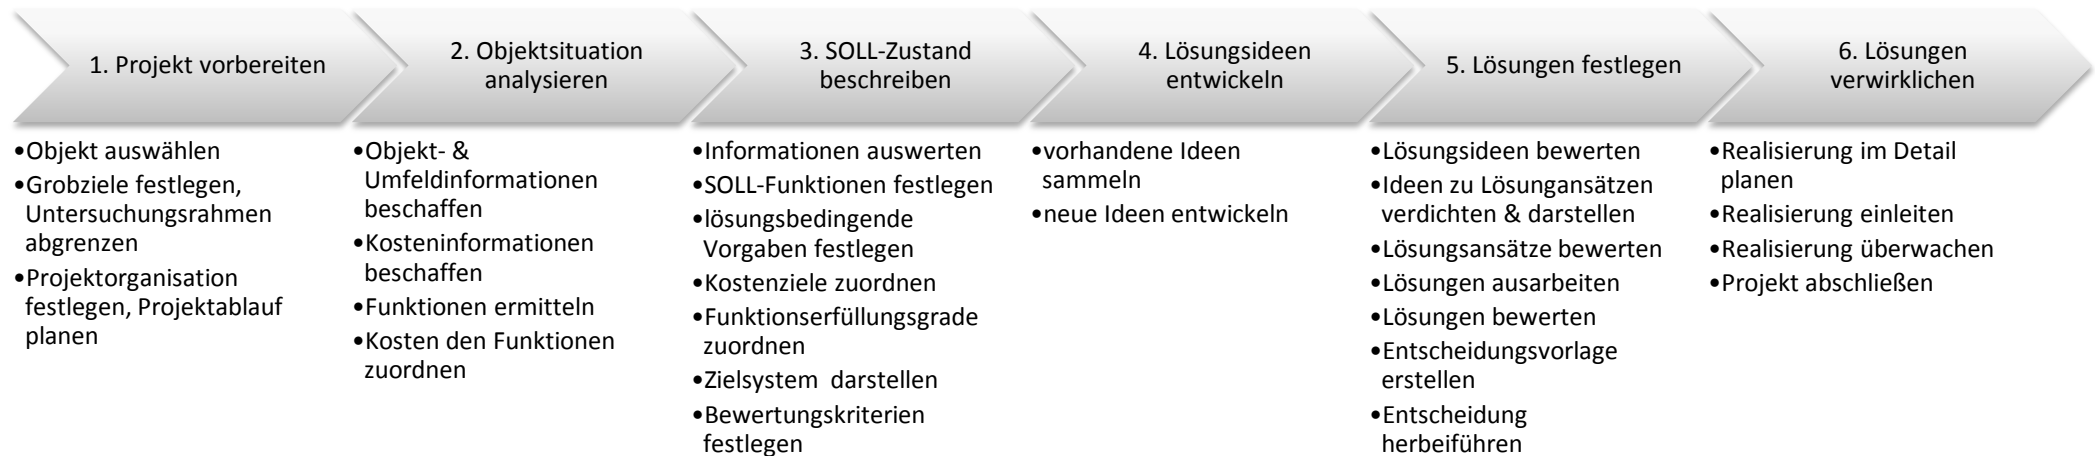 1. Projekt vorbereiten
•Objekt auswählen
•Grobziele festlegen,
Untersuchungsrahmen
abgrenzen
•Projektorganisation
festlegen, Projektablauf
planen
2. Objektsituation
analysieren
•Objekt- &
Umfeldinformationen
beschaffen
•Kosteninformationen
beschaffen
•Funktionen ermitteln
•Kosten den Funktionen
zuordnen
3. SOLL-Zustand
beschreiben
•Informationen auswerten
•SOLL-Funktionen festlegen
•lösungsbedingende
Vorgaben festlegen
•Kostenziele zuordnen
•Funktionserfüllungsgrade
zuordnen
•Zielsystem darstellen
•Bewertungskriterien
festlegen
4. Lösungsideen
entwickeln
•vorhandene Ideen
sammeln
•neue Ideen entwickeln
5. Lösungen festlegen
•Lösungsideen bewerten
•Ideen zu Lösungansätzen
verdichten & darstellen
•Lösungsansätze bewerten
•Lösungen ausarbeiten
•Lösungen bewerten
•Entscheidungsvorlage
erstellen
•Entscheidung
herbeiführen
6. Lösungen
verwirklichen
•Realisierung im Detail
planen
•Realisierung einleiten
•Realisierung überwachen
•Projekt abschließen